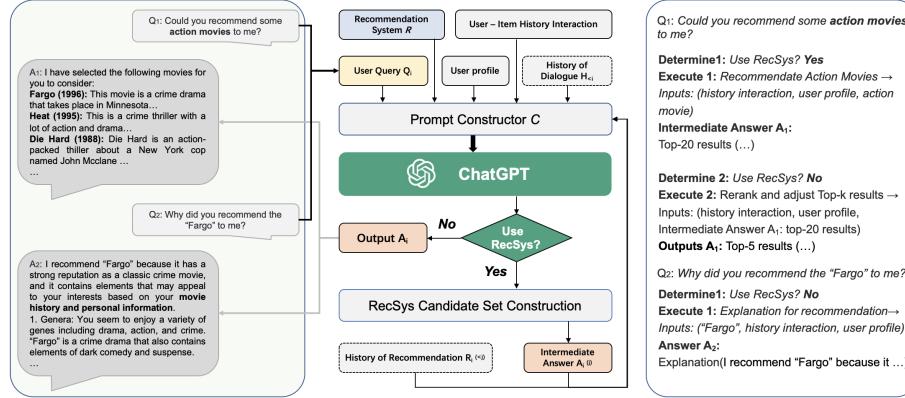 Q1: Could you recommend some
action movies to me?
A1: I have selected the following movies for
you to consider:
Fargo (1996): This movie is a crime drama
that takes place in Minnesota…
Heat (1995): This is a crime thriller with a
lot of action and drama…
Die Hard (1988): Die Hard is an action-
packed thiller about a New York cop
named John Mcclane …
…
Q2: Why did you recommend the
“Fargo” to me?
A2: I recommend “Fargo” because it has a
strong reputation as a classic crime movie,
and it contains elements that may appeal
to your interests based on your movie
history and personal information.
1. Genera: You seem to enjoy a variety of
genes including drama, action, and crime.
“Fargo” is a crime drama that also contains
elements of dark comedy and suspense.
…
Recommendation
System R
User – Item History Interaction
User Query Qi
User profile
History of
Dialogue H<i
Prompt Constructor C
ChatGPT
Use
RecSys?
No
Output Ai
Yes
RecSys Candidate Set Construction
History of Recommendation Ri (<j)
Intermediate
Answer Ai (j)
Q1: Could you recommend some action movies
to me?
Determine1: Use RecSys? Yes
Execute 1: Recommendate Action Movies →
Inputs: (history interaction, user profile, action
movie)
Intermediate Answer A1:
Top-20 results (…)
Determine 2: Use RecSys? No
Execute 2: Rerank and adjust Top-k results →
Inputs: (history interaction, user profile,
Intermediate Answer A1: top-20 results)
Outputs A1: Top-5 results (…)
Q2: Why did you recommend the “Fargo” to me?
Determine1: Use RecSys? No
Execute 1: Explanation for recommendation→
Inputs: (“Fargo”, history interaction, user profile)
Answer A2:
Explanation(I recommend “Fargo” because it …